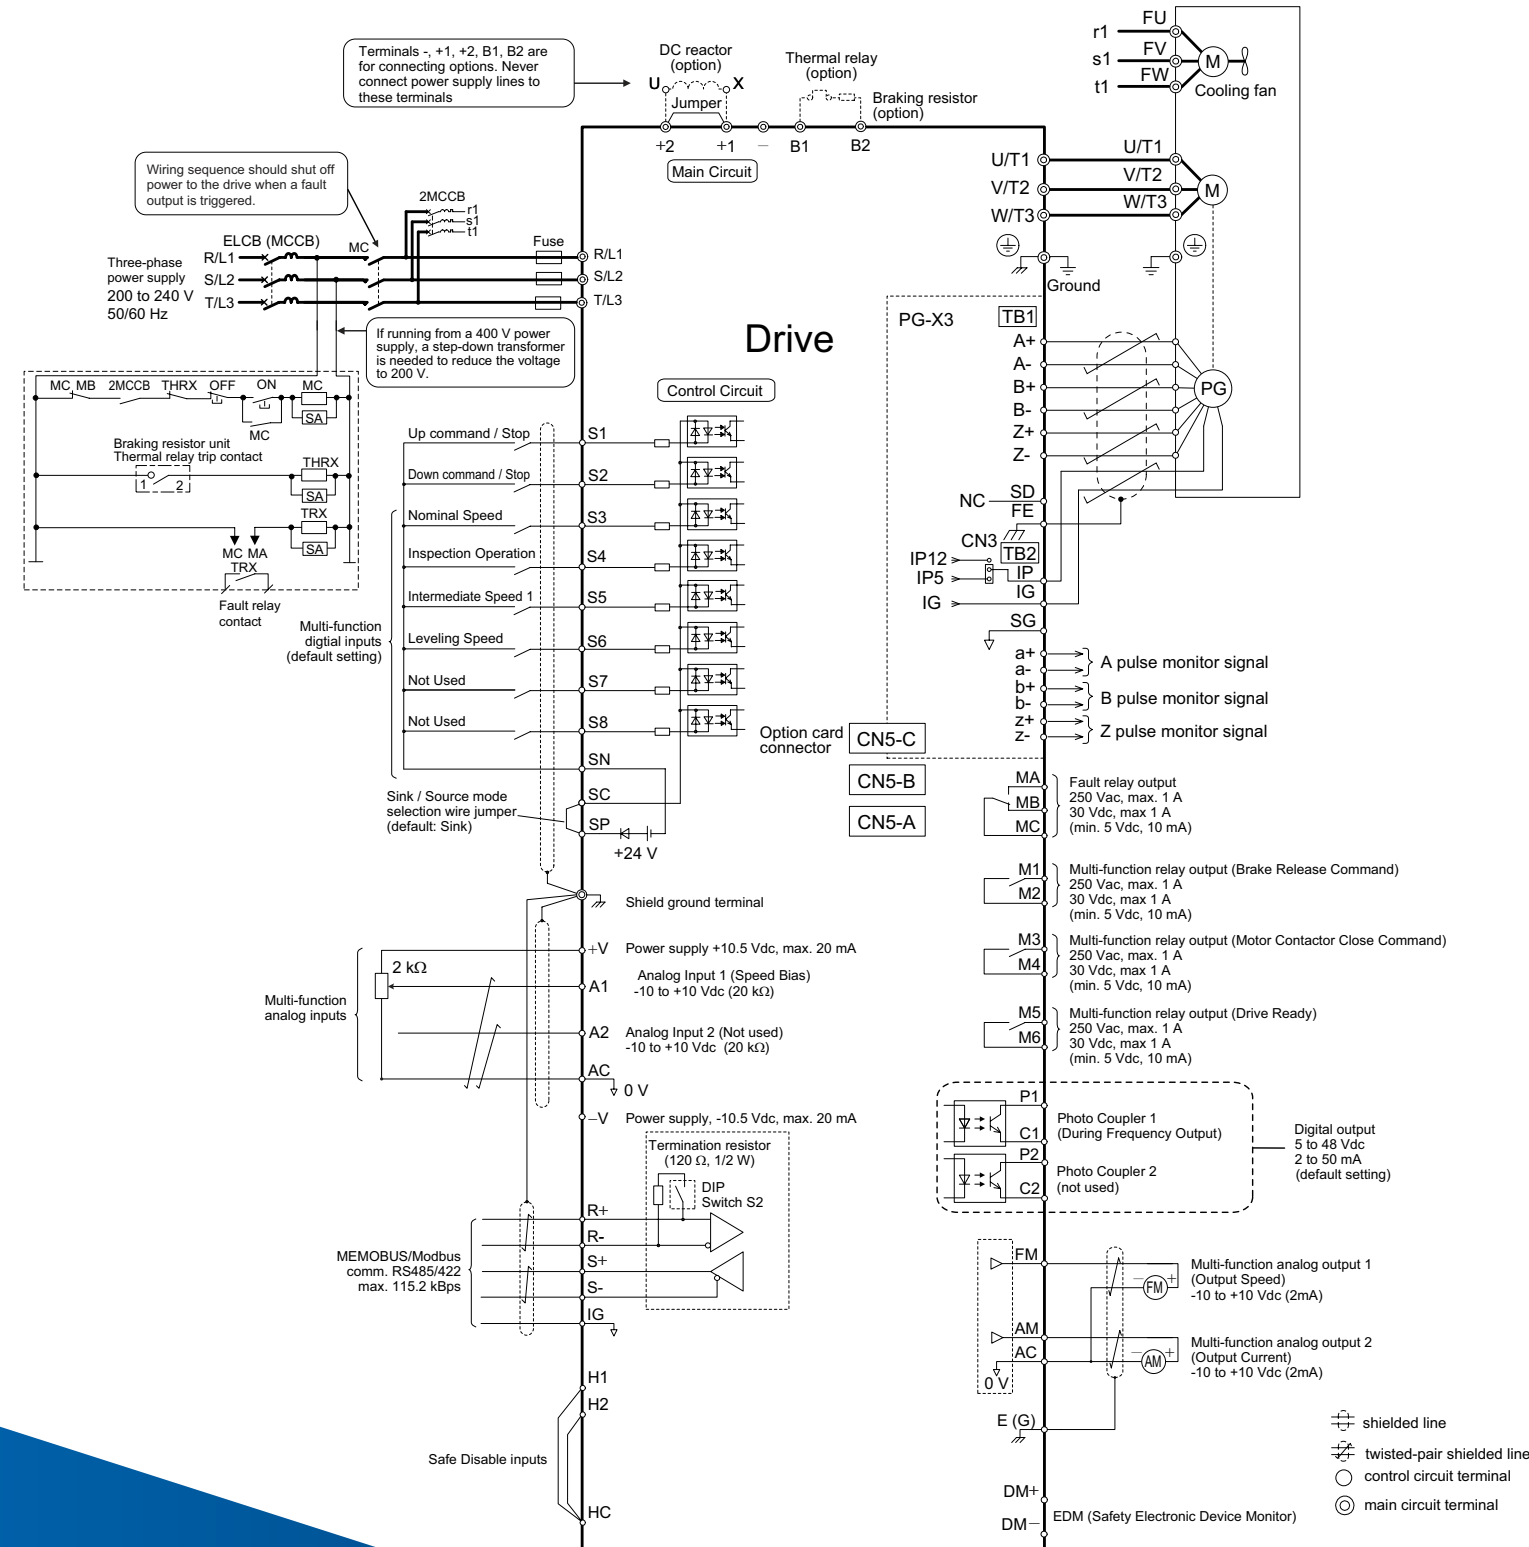 Terminals -, +1, +2, B1, B2 are
for connecting options. Never
connect power supply lines to
these terminals
DC reactor
(option)
U X
Jumper
Thermal relay
(option)
Braking resistor
(option)
+2 +1 − B1 B2
Main Circuit
r1 FU
s1 FV
t1 FW
M
Cooling fan
U/T1 U/T1
V/T2 V/T2
W/T3 W/T3
M
Ground
Wiring sequence should shut off
power to the drive when a fault
output is triggered.
2MCCB
r1
s1
t1
ELCB (MCCB)
MC
Fuse
Three-phase
power supply
200 to 240 V
50/60 Hz
R/L1 R/L1
S/L2 S/L2
T/L3 T/L3
If running from a 400 V power
supply, a step-down transformer
is needed to reduce the voltage
to 200 V.
MC MB 2MCCB THRX OFF ON MC
SA
MC
Braking resistor unit
Thermal relay trip contact
1 2
THRX
SA
TRX
SA
MC MA
TRX
Fault relay
contact
Drive
Control Circuit
Up command / Stop S1
Down command / Stop S2
Nominal Speed S3
Inspection Operation S4
Intermediate Speed 1 S5
Leveling Speed S6
Not Used S7
Not Used S8
Multi-function
digtial inputs
(default setting)
SN
SC
SP
+24 V
Sink / Source mode
selection wire jumper
(default: Sink)
Option card
connector
CN5-C
CN5-B
CN5-A
PG-X3
TB1
A+
A-
B+
B-
Z+
Z-
PG
NC SD
FE
CN3
TB2
IP12
IP5
IP
IG IG
SG
a+
a-
A pulse monitor signal
b+
b-
B pulse monitor signal
z+
z-
Z pulse monitor signal
MA
MB
MC
Fault relay output
250 Vac, max. 1 A
30 Vdc, max 1 A
(min. 5 Vdc, 10 mA)
M1
M2
Multi-function relay output (Brake Release Command)
250 Vac, max. 1 A
30 Vdc, max 1 A
(min. 5 Vdc, 10 mA)
M3
M4
Multi-function relay output (Motor Contactor Close Command)
250 Vac, max. 1 A
30 Vdc, max 1 A
(min. 5 Vdc, 10 mA)
M5
M6
Multi-function relay output (Drive Ready)
250 Vac, max. 1 A
30 Vdc, max 1 A
(min. 5 Vdc, 10 mA)
Shield ground terminal
Multi-function
analog inputs
2 kΩ
+V Power supply +10.5 Vdc, max. 20 mA
A1 Analog Input 1 (Speed Bias)
-10 to +10 Vdc (20 kΩ)
A2 Analog Input 2 (Not used)
-10 to +10 Vdc (20 kΩ)
AC
0 V
−V Power supply, -10.5 Vdc, max. 20 mA
Termination resistor
(120 Ω, 1/2 W)
DIP
Switch S2
MEMOBUS/Modbus
comm. RS485/422
max. 115.2 kBps
R+
R-
S+
S-
IG
H1
H2
Safe Disable inputs
HC
P1
C1
Photo Coupler 1
(During Frequency Output)
P2
C2
Photo Coupler 2
(not used)
Digital output
5 to 48 Vdc
2 to 50 mA
(default setting)
FM
− FM +
Multi-function analog output 1
(Output Speed)
-10 to +10 Vdc (2mA)
AM
AC
0 V
− AM +
Multi-function analog output 2
(Output Current)
-10 to +10 Vdc (2mA)
E (G)
DM+
DM−
EDM (Safety Electronic Device Monitor)
shielded line
twisted-pair shielded line
control circuit terminal
main circuit terminal